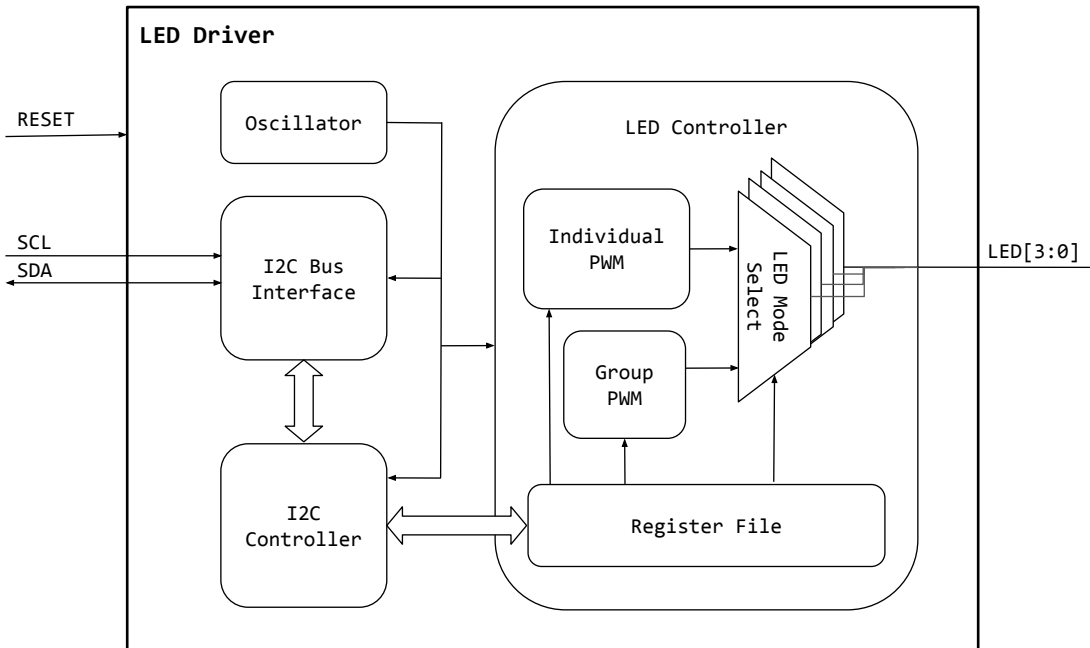 LED Driver
RESET
Oscillator
LED Controller
SCL
SDA
I2C Bus
Interface
Individual
PWM
LED Mode
Select
LED[3:0]
Group
PWM
I2C
Controller
Register File